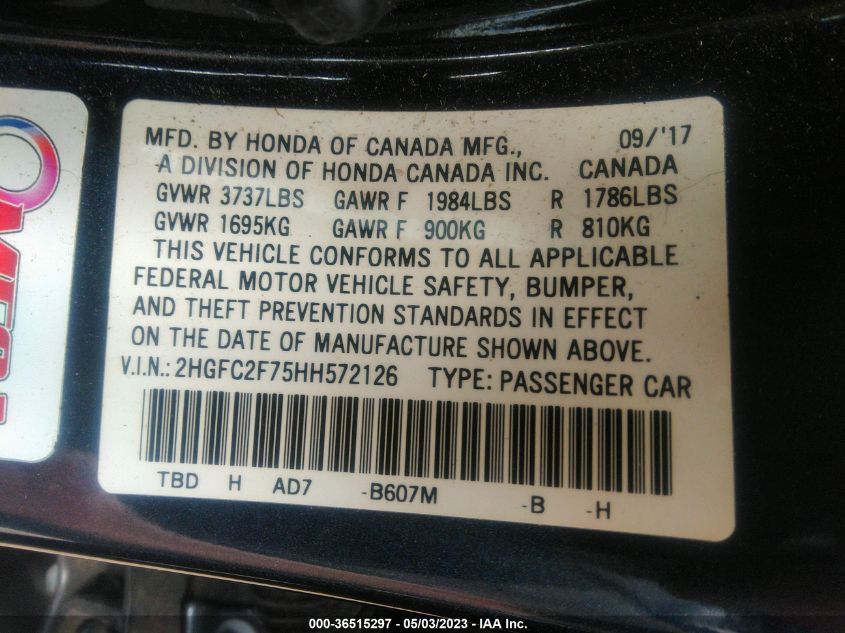 MFD. BY HONDA OF CANADA MFG., 09/'17
A DIVISION OF HONDA CANADA INC. CANADA
GVWR 3737LBS GAWR F 1984LBS R 1786LBS
GVWR 1695KG GAWR F 900KG R 810KG
THIS VEHICLE CONFORMS TO ALL APPLICABLE
FEDERAL MOTOR VEHICLE SAFETY, BUMPER,
AND THEFT PREVENTION STANDARDS IN EFFECT
ON THE DATE OF MANUFACTURE SHOWN ABOVE.
V.I.N.: 2HGFC2F75HH572126 TYPE: PASSENGER CAR
TBD H AD7 -B607M -B -H
000-36515297 - 05/03/2023 - IAA Inc.